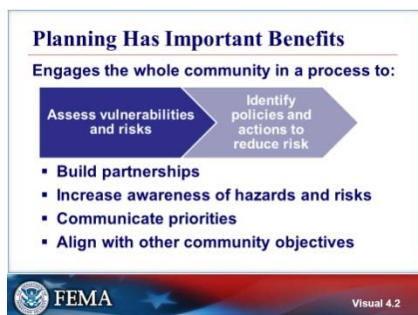 Planning Has Important Benefits
Engages the whole community in a process to:
Assess vulnerabilities
and risks
Identify
policies and
actions to
reduce risk
▪ Build partnerships
▪ Increase awareness of hazards and risks
▪ Communicate priorities
▪ Align with other community objectives
FEMA
Visual 4.2